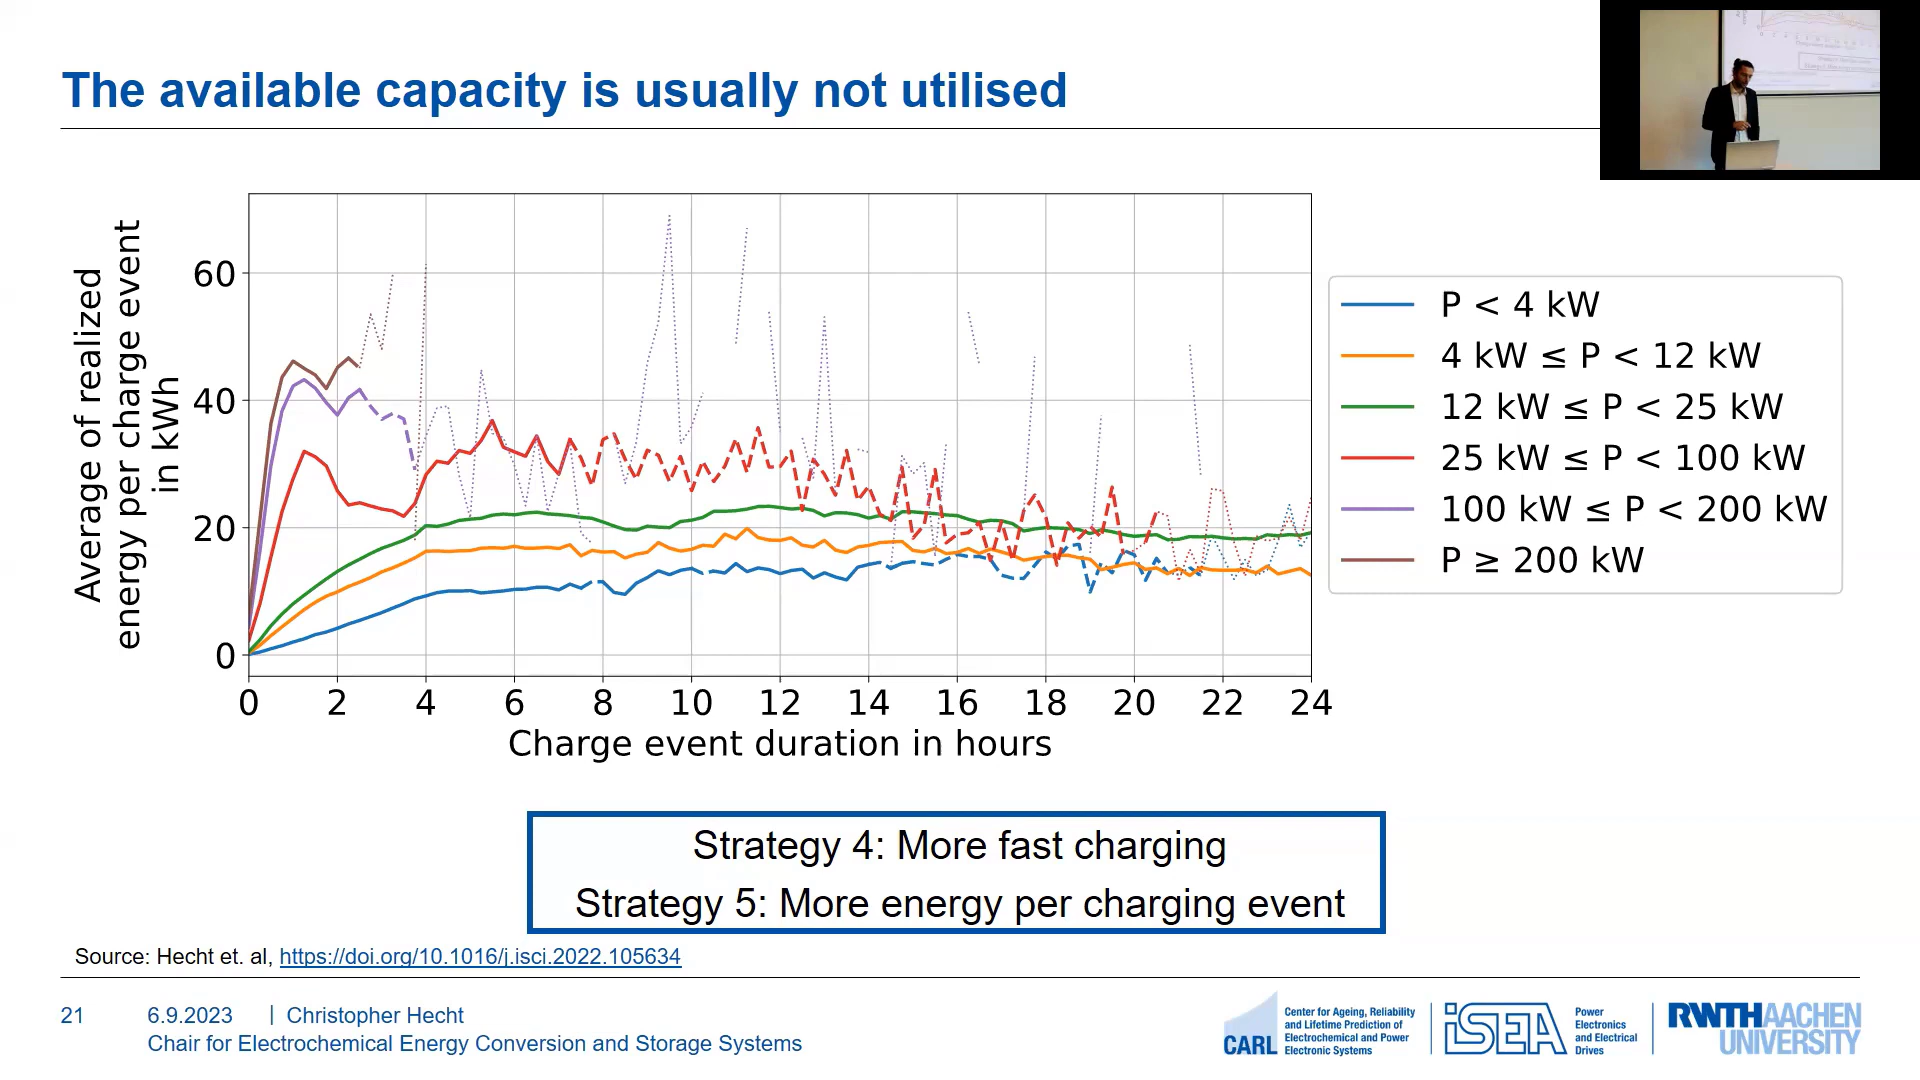 The available capacity is usually not utilised
Average of realized
energy per charge event
in kWh
60
40
20
0
0 2 4 6 8 10 12 14 16 18 20 22 24
Charge event duration in hours
P < 4 kW
4 kW ≤ P < 12 kW
12 kW ≤ P < 25 kW
25 kW ≤ P < 100 kW
100 kW ≤ P < 200 kW
P ≥ 200 kW
Strategy 4: More fast charging
Strategy 5: More energy per charging event
Source: Hecht et. al, https://doi.org/10.1016/j.isci.2022.105634
21 6.9.2023 | Christopher Hecht
Chair for Electrochemical Energy Conversion and Storage Systems
CARL
Center for Ageing, Reliability
and Lifetime Prediction of
Electrochemical and Power
Electronic Systems
iSEA
Power
Electronics
and Electrical
Drives
RWTH AACHEN
UNIVERSITY